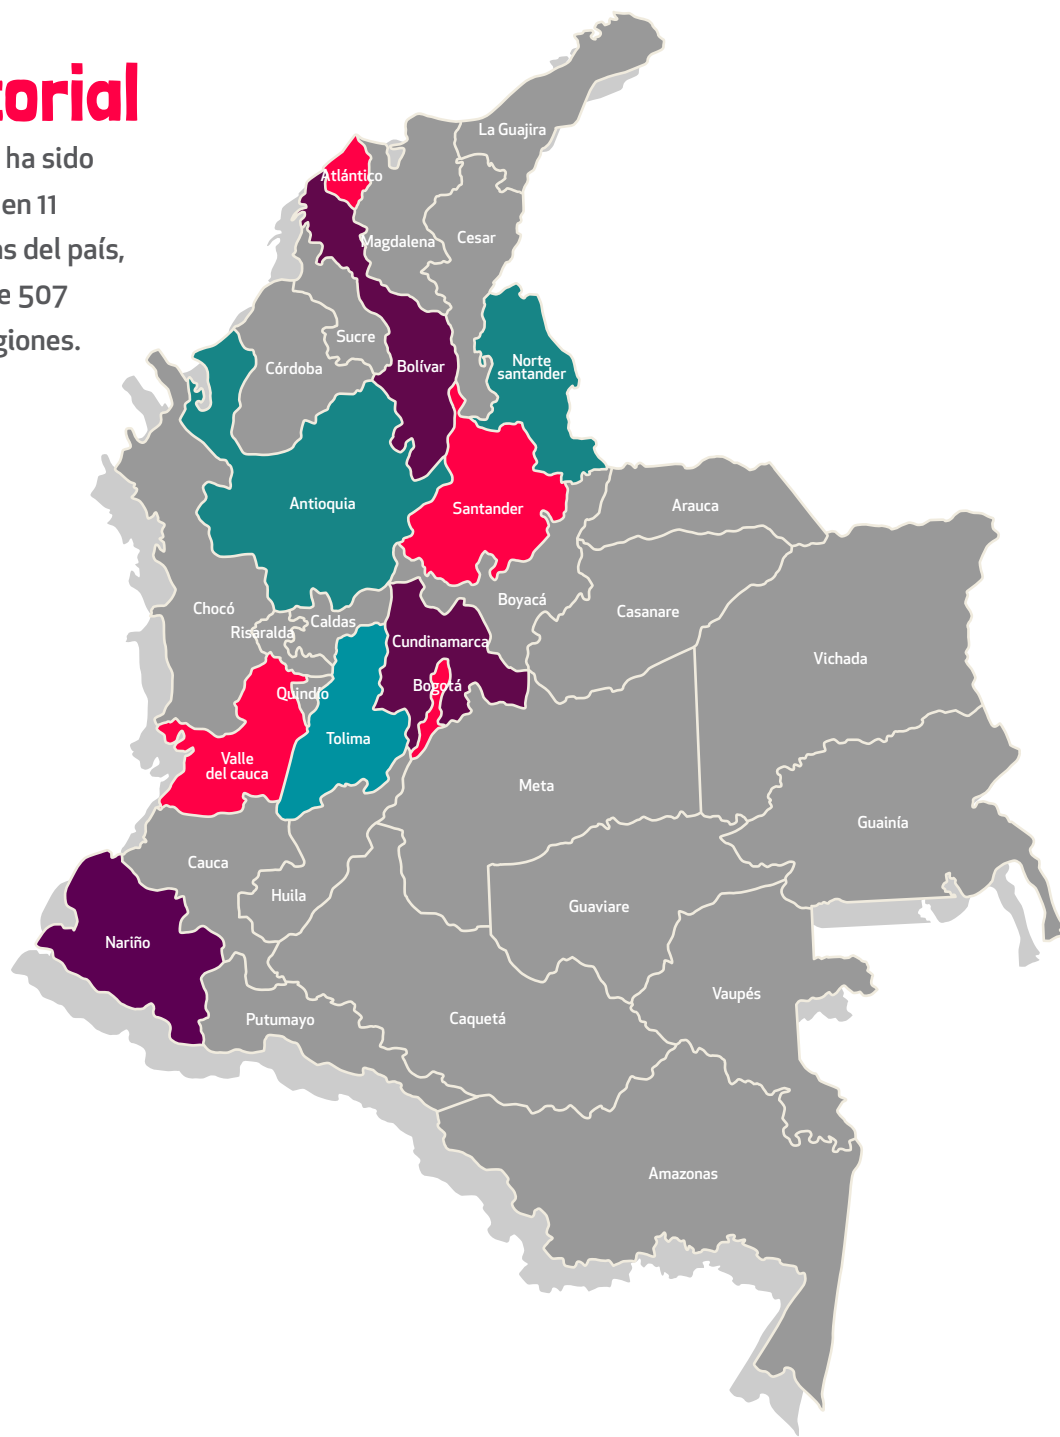 torial
ha sido
en 11
as del país,
e 507
giones.
La Guajira
Atlántico
Magdalena
Cesar
Sucre
Bolívar
Córdoba
Norte
santander
Antioquia
Santander
Arauca
Chocó
Boyacá
Casanare
Risaralda
Caldas
Cundinamarca
Vichada
Quindío
Bogotá
Tolima
Valle
del cauca
Meta
Guainía
Cauca
Huila
Guaviare
Nariño
Vaupés
Putumayo
Caquetá
Amazonas